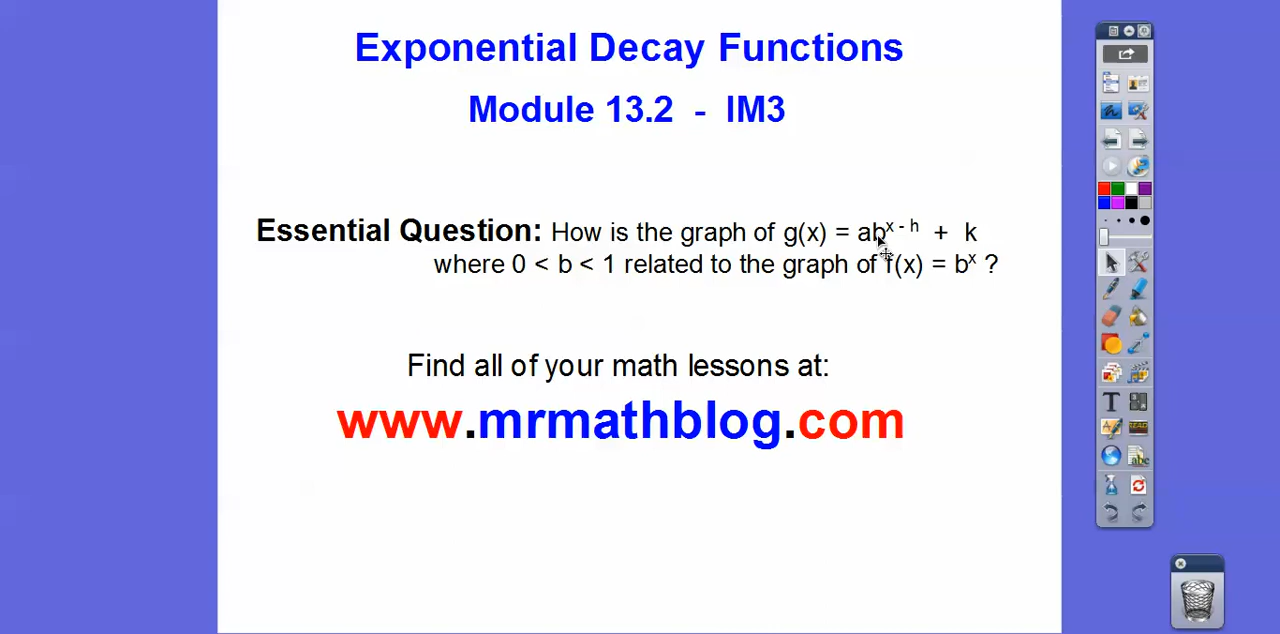 Exponential Decay Functions
Module 13.2 - IM3
Essential Question: How is the graph of g(x) = ab^(x - h) + k
where 0 < b < 1 related to the graph of f(x) = b^x ?
Find all of your math lessons at:
www.mrmathblog.com